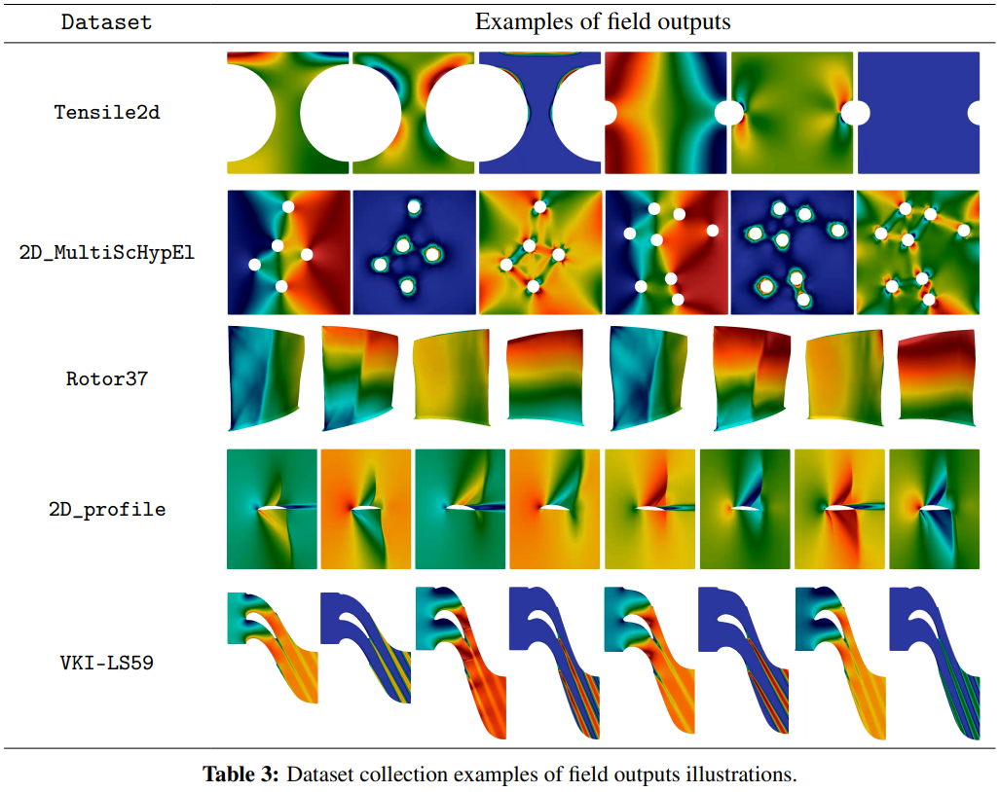 Dataset Examples of field outputs
Tensile2d
2D_MultiScHypEl
Rotor37
2D_profile
VKI-LS59
Table 3: Dataset collection examples of field outputs illustrations.